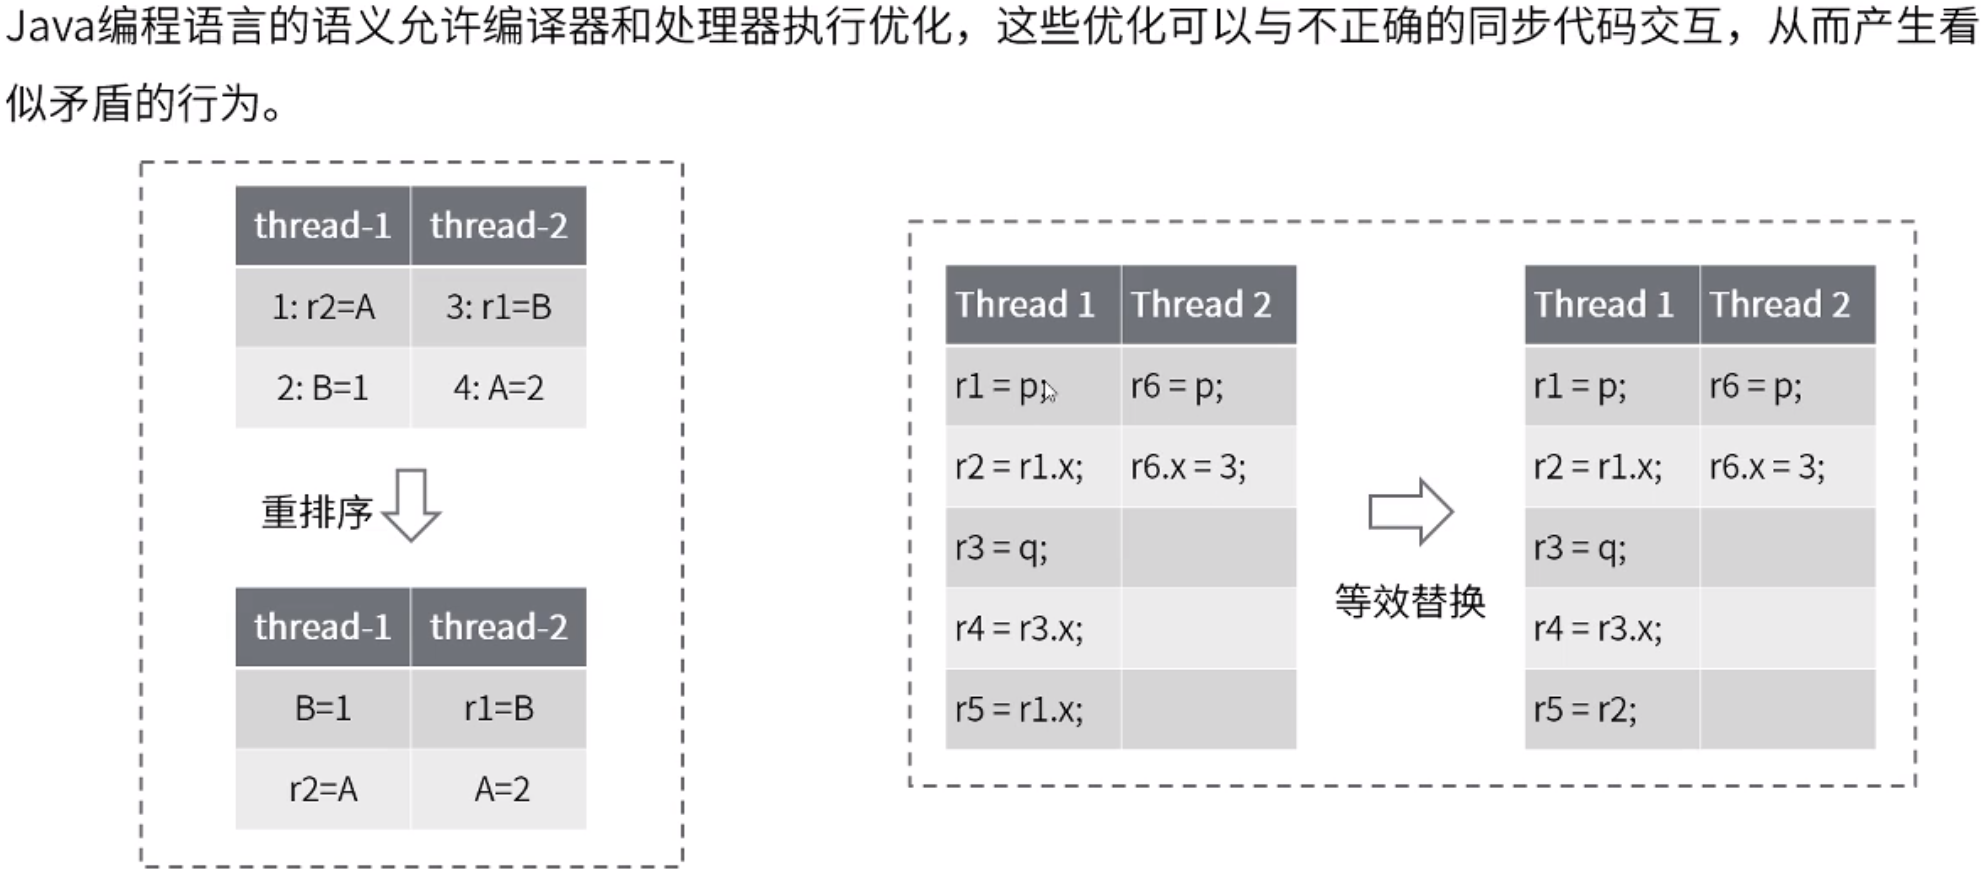 Java编程语言的语义允许编译器和处理器执行优化，这些优化可以与不正确的同步代码交互，从而产生看
似矛盾的行为。
thread-1 thread-2
1: r2=A 3: r1=B
2: B=1 4: A=2
重排序
thread-1 thread-2
B=1 r1=B
r2=A A=2
Thread 1 Thread 2
r1 = p; r6 = p;
r2 = r1.x; r6.x = 3;
r3 = q;
r4 = r3.x;
r5 = r1.x;
等效替换
Thread 1 Thread 2
r1 = p; r6 = p;
r2 = r1.x; r6.x = 3;
r3 = q;
r4 = r3.x;
r5 = r2;